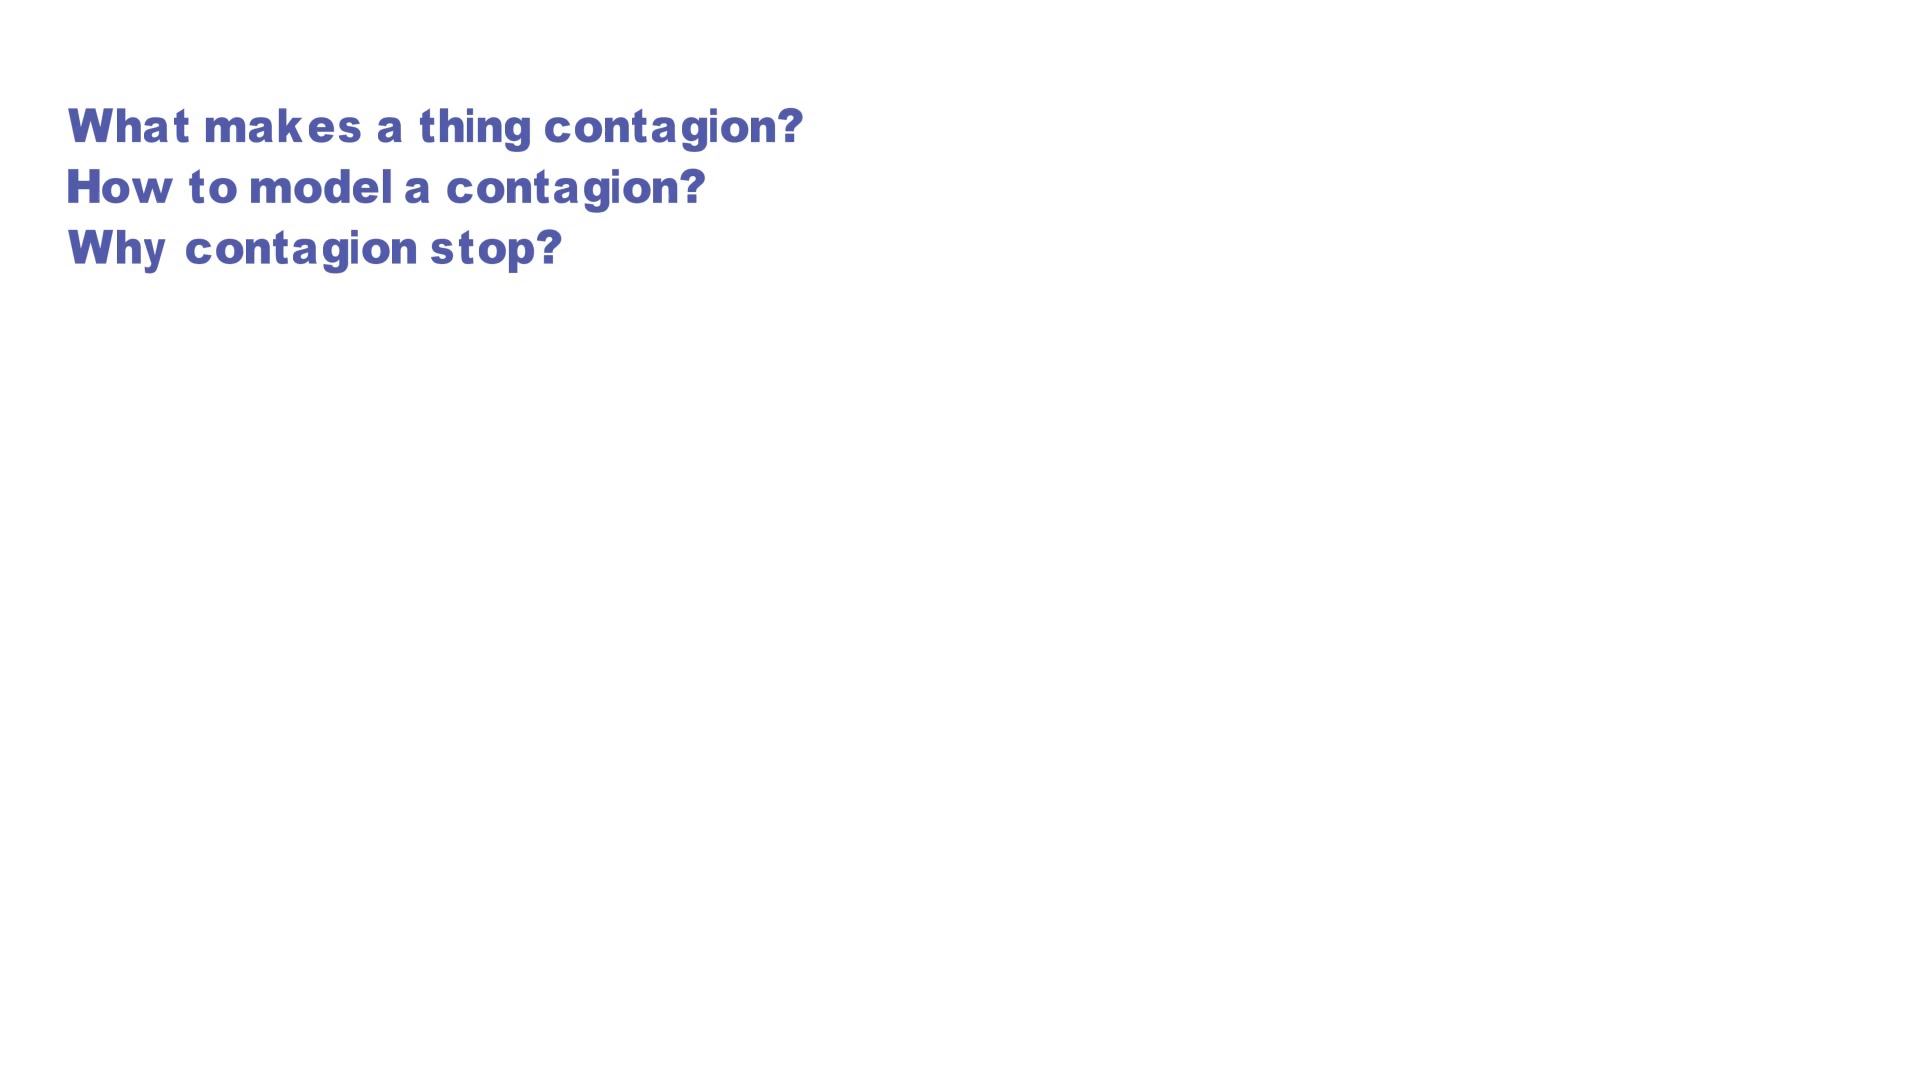 What makes a thing contagion?
How to model a contagion?
Why contagion stop?